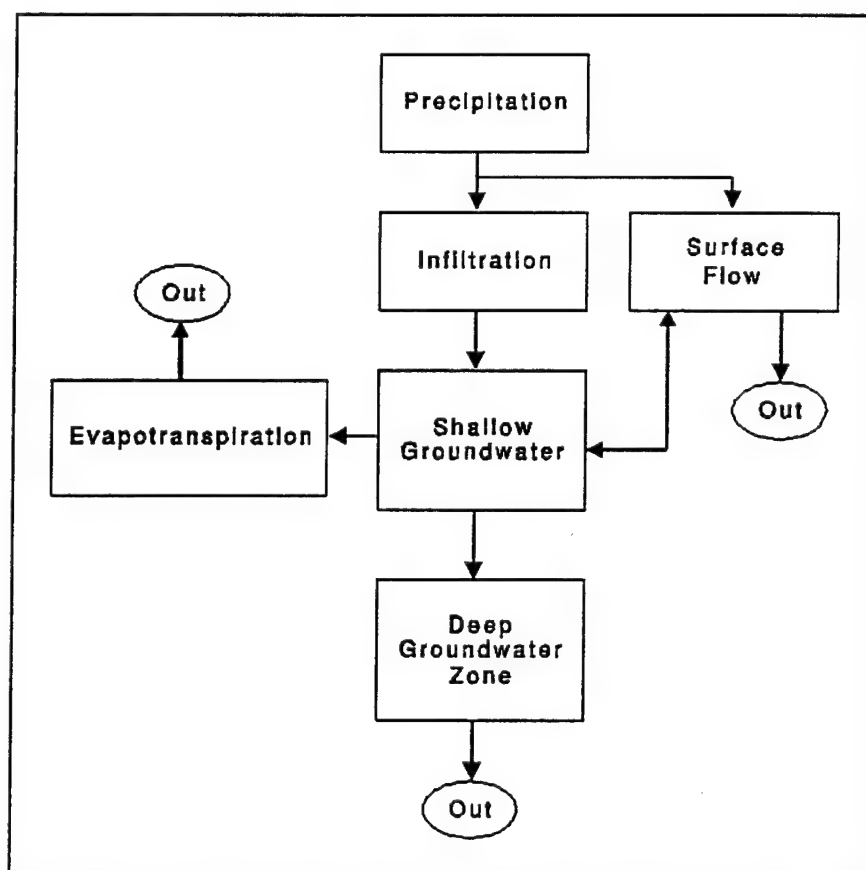 Precipitation
Infiltration
Surface
Flow
Out
Evapotranspiration
Shallow
Groundwater
Out
Deep
Groundwater
Zone
Out